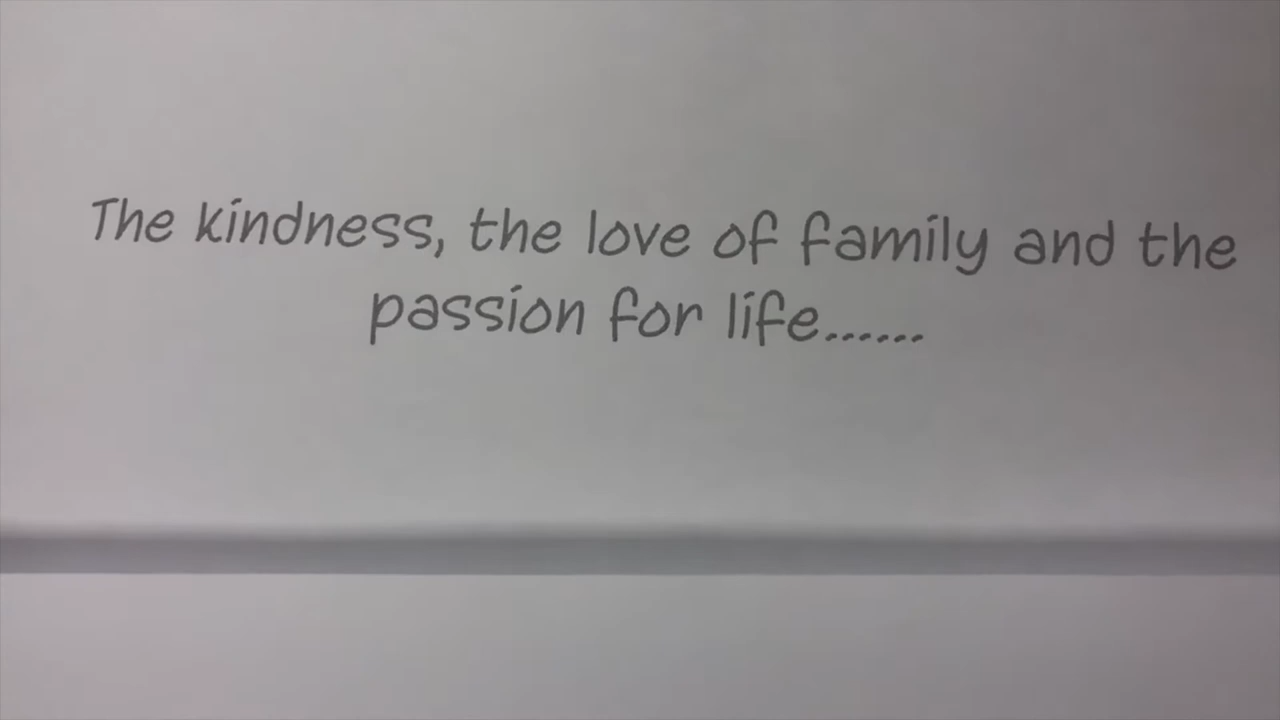 The kindness, the love of family and the
passion for life......